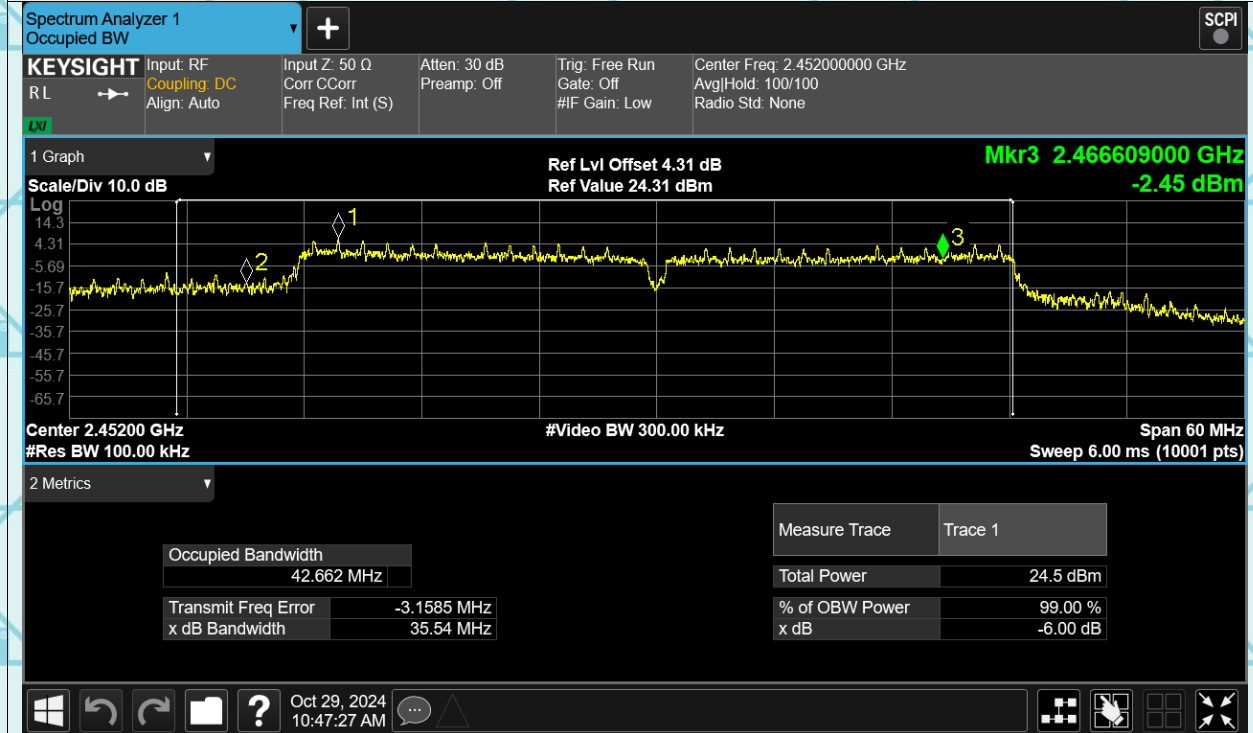 Spectrum Analyzer 1
Occupied BW
SCPI
KEYSIGHT
R L
LXI
Input: RF
Coupling: DC
Align: Auto
Input Z: 50 Ω
Corr CCorr
Freq Ref: Int (S)
Atten: 30 dB
Preamp: Off
Trig: Free Run
Gate: Off
#IF Gain: Low
Center Freq: 2.452000000 GHz
Avg|Hold: 100/100
Radio Std: None
1 Graph
Scale/Div 10.0 dB
Ref Lvl Offset 4.31 dB
Ref Value 24.31 dBm
Mkr3 2.466609000 GHz
-2.45 dBm
Log
14.3
4.31
-5.69
-15.7
-25.7
-35.7
-45.7
-55.7
-65.7
1
2
3
Center 2.45200 GHz
#Res BW 100.00 kHz
#Video BW 300.00 kHz
Span 60 MHz
Sweep 6.00 ms (10001 pts)
2 Metrics
Occupied Bandwidth
42.662 MHz
Transmit Freq Error -3.1585 MHz
x dB Bandwidth 35.54 MHz
Measure Trace Trace 1
Total Power 24.5 dBm
% of OBW Power 99.00 %
x dB -6.00 dB
?
Oct 29, 2024
10:47:27 AM